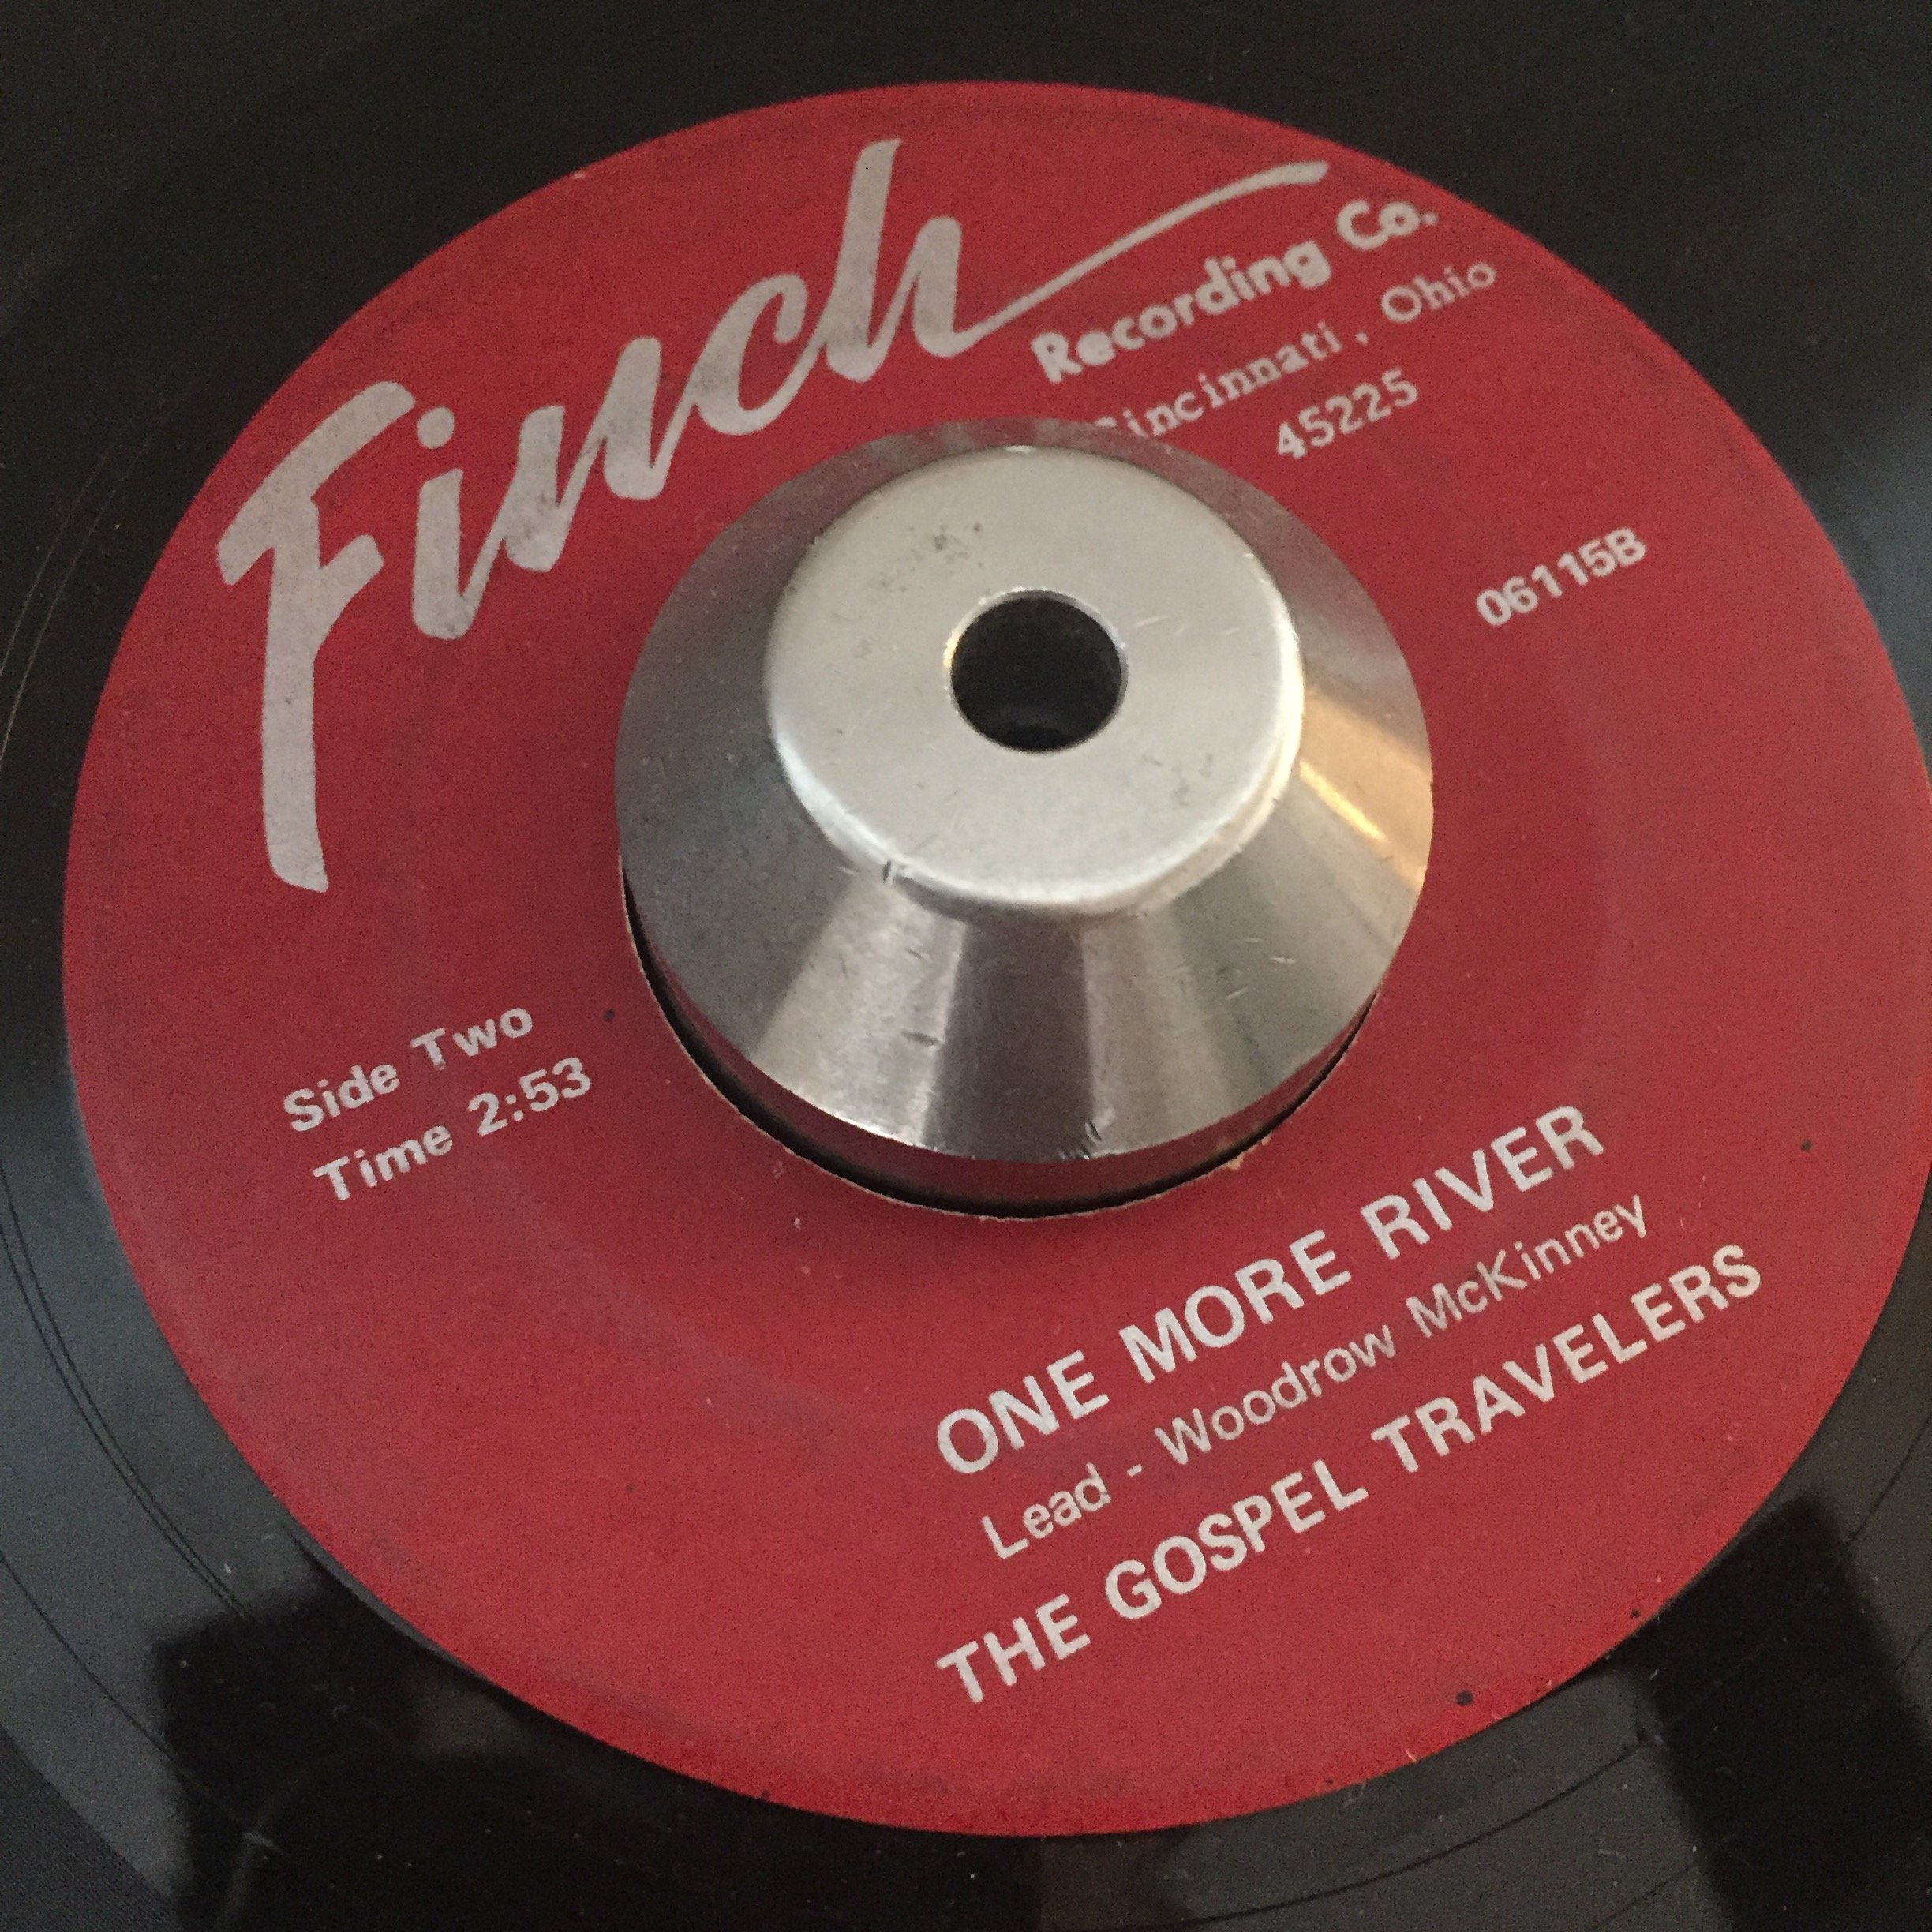 Finch
Recording Co.
Cincinnati, Ohio
45225
06115B
Side Two
Time 2:53
ONE MORE RIVER
Lead - Woodrow McKinney
THE GOSPEL TRAVELERS